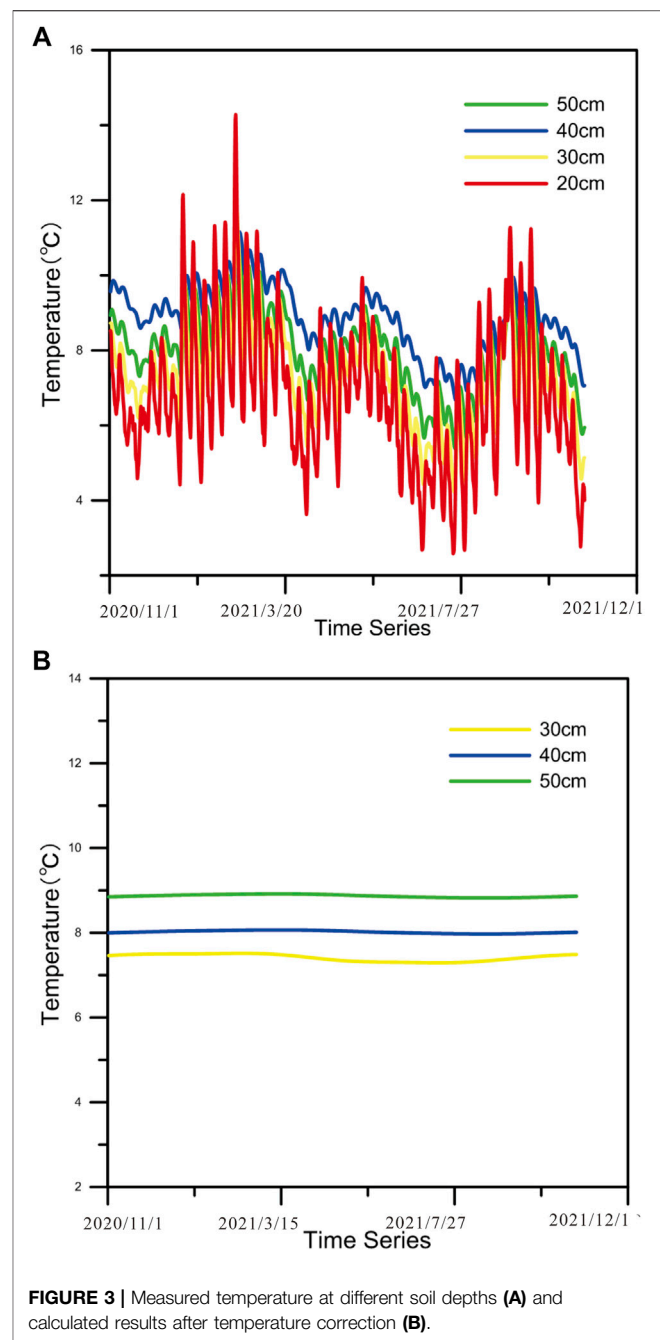 A
16
12
8
4
Temperature(°C)
50cm
40cm
30cm
20cm
2020/11/1 2021/3/20 2021/7/27 2021/12/1
Time Series
B
14
12
10
8
6
4
2
Temperature(°C)
30cm
40cm
50cm
2020/11/1 2021/3/15 2021/7/27 2021/12/1 `
Time Series
FIGURE 3 | Measured temperature at different soil depths (A) and
calculated results after temperature correction (B).